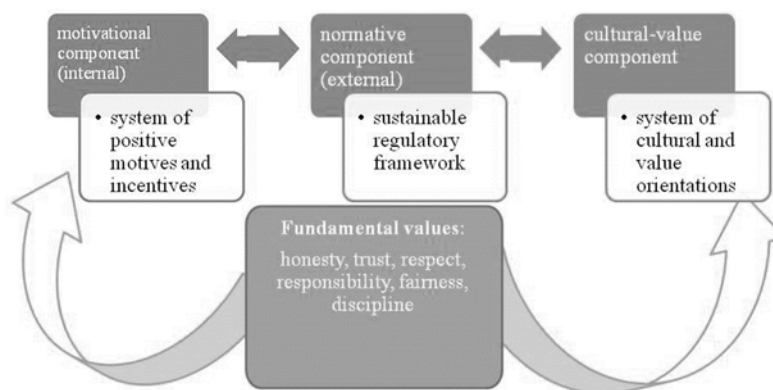 motivational
component
(internal)
• system of
positive
motives and
incentives
normative
component
(external)
• sustainable
regulatory
framework
cultural-value
component
• system of
cultural and
value
orientations
Fundamental values:
honesty, trust, respect,
responsibility, fairness,
discipline